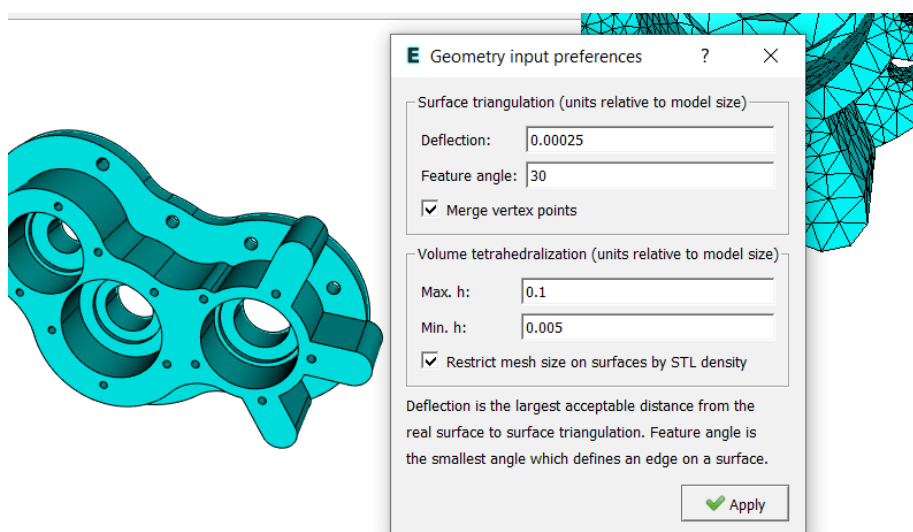 E Geometry input preferences ?
Surface triangulation (units relative to model size)
Deflection: 0.00025
Feature angle: 30
Merge vertex points
Volume tetrahedralization (units relative to model size)
Max. h: 0.1
Min. h: 0.005
Restrict mesh size on surfaces by STL density
Deflection is the largest acceptable distance from the
real surface to surface triangulation. Feature angle is
the smallest angle which defines an edge on a surface.
Apply